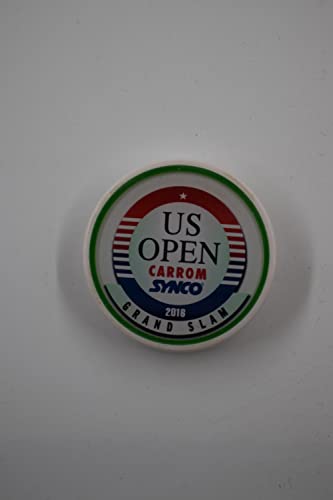 US
OPEN
CARROM
SYNCO
2018
GRAND SLAM